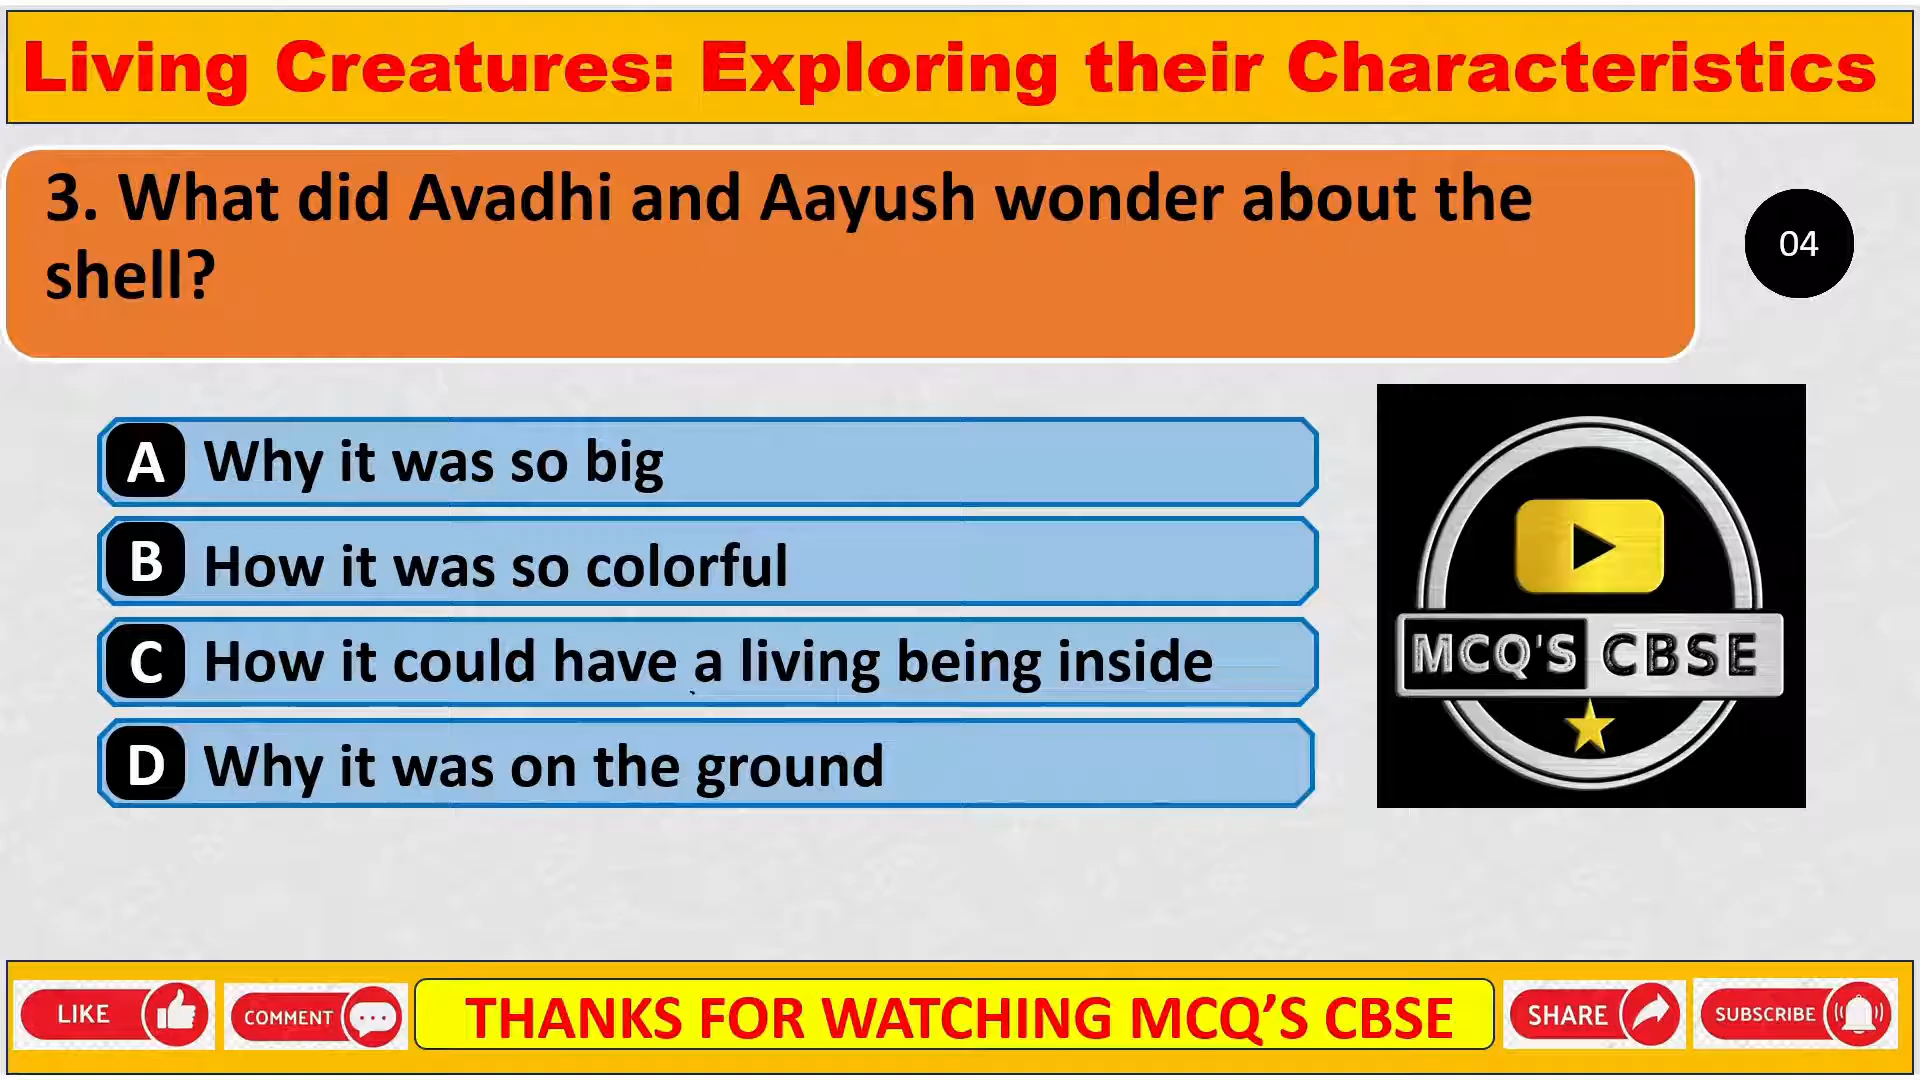 Living Creatures: Exploring their Characteristics
3. What did Avadhi and Aayush wonder about the
shell?
04
A Why it was so big
B How it was so colorful
C How it could have a living being inside
D Why it was on the ground
MCQ'S CBSE
LIKE
COMMENT
THANKS FOR WATCHING MCQ’S CBSE
SHARE
SUBSCRIBE